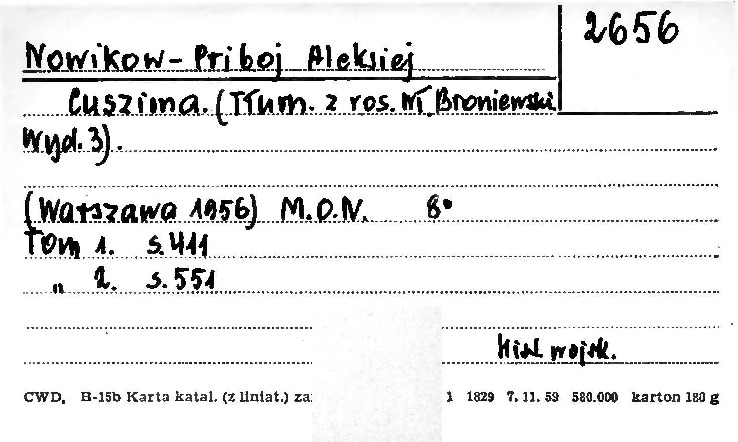 2656
Nowikow-Priboj Aleksiej
Cuszima. (Tłum. z ros. Wł. Broniewski
Wyd. 3).
(Warszawa 1956) M.O.N. 8°
Tom 1. s. 411
„ 2. s. 551
Hist. wojsk.
CWD, H-15b Karta katal. (z liniat.) za 1 1829 7.11.59 580.000 karton 180 g